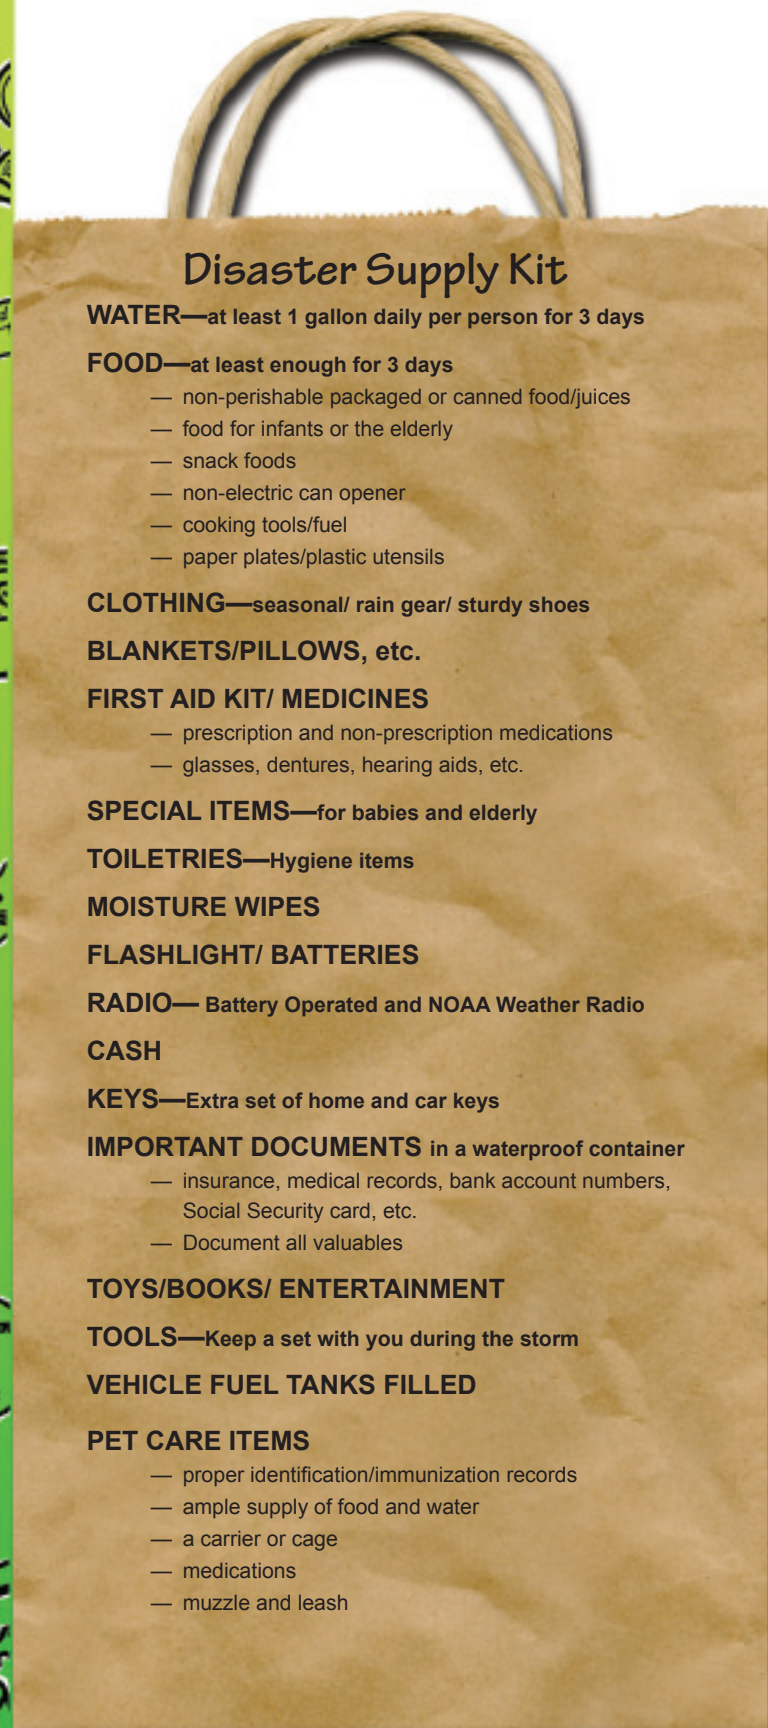 Disaster Supply Kit
WATER—at least 1 gallon daily per person for 3 days
FOOD—at least enough for 3 days
— non-perishable packaged or canned food/juices
— food for infants or the elderly
— snack foods
— non-electric can opener
— cooking tools/fuel
— paper plates/plastic utensils
CLOTHING—seasonal/ rain gear/ sturdy shoes
BLANKETS/PILLOWS, etc.
FIRST AID KIT/ MEDICINES
— prescription and non-prescription medications
— glasses, dentures, hearing aids, etc.
SPECIAL ITEMS—for babies and elderly
TOILETRIES—Hygiene items
MOISTURE WIPES
FLASHLIGHT/ BATTERIES
RADIO— Battery Operated and NOAA Weather Radio
CASH
KEYS—Extra set of home and car keys
IMPORTANT DOCUMENTS in a waterproof container
— insurance, medical records, bank account numbers,
Social Security card, etc.
— Document all valuables
TOYS/BOOKS/ ENTERTAINMENT
TOOLS—Keep a set with you during the storm
VEHICLE FUEL TANKS FILLED
PET CARE ITEMS
— proper identification/immunization records
— ample supply of food and water
— a carrier or cage
— medications
— muzzle and leash